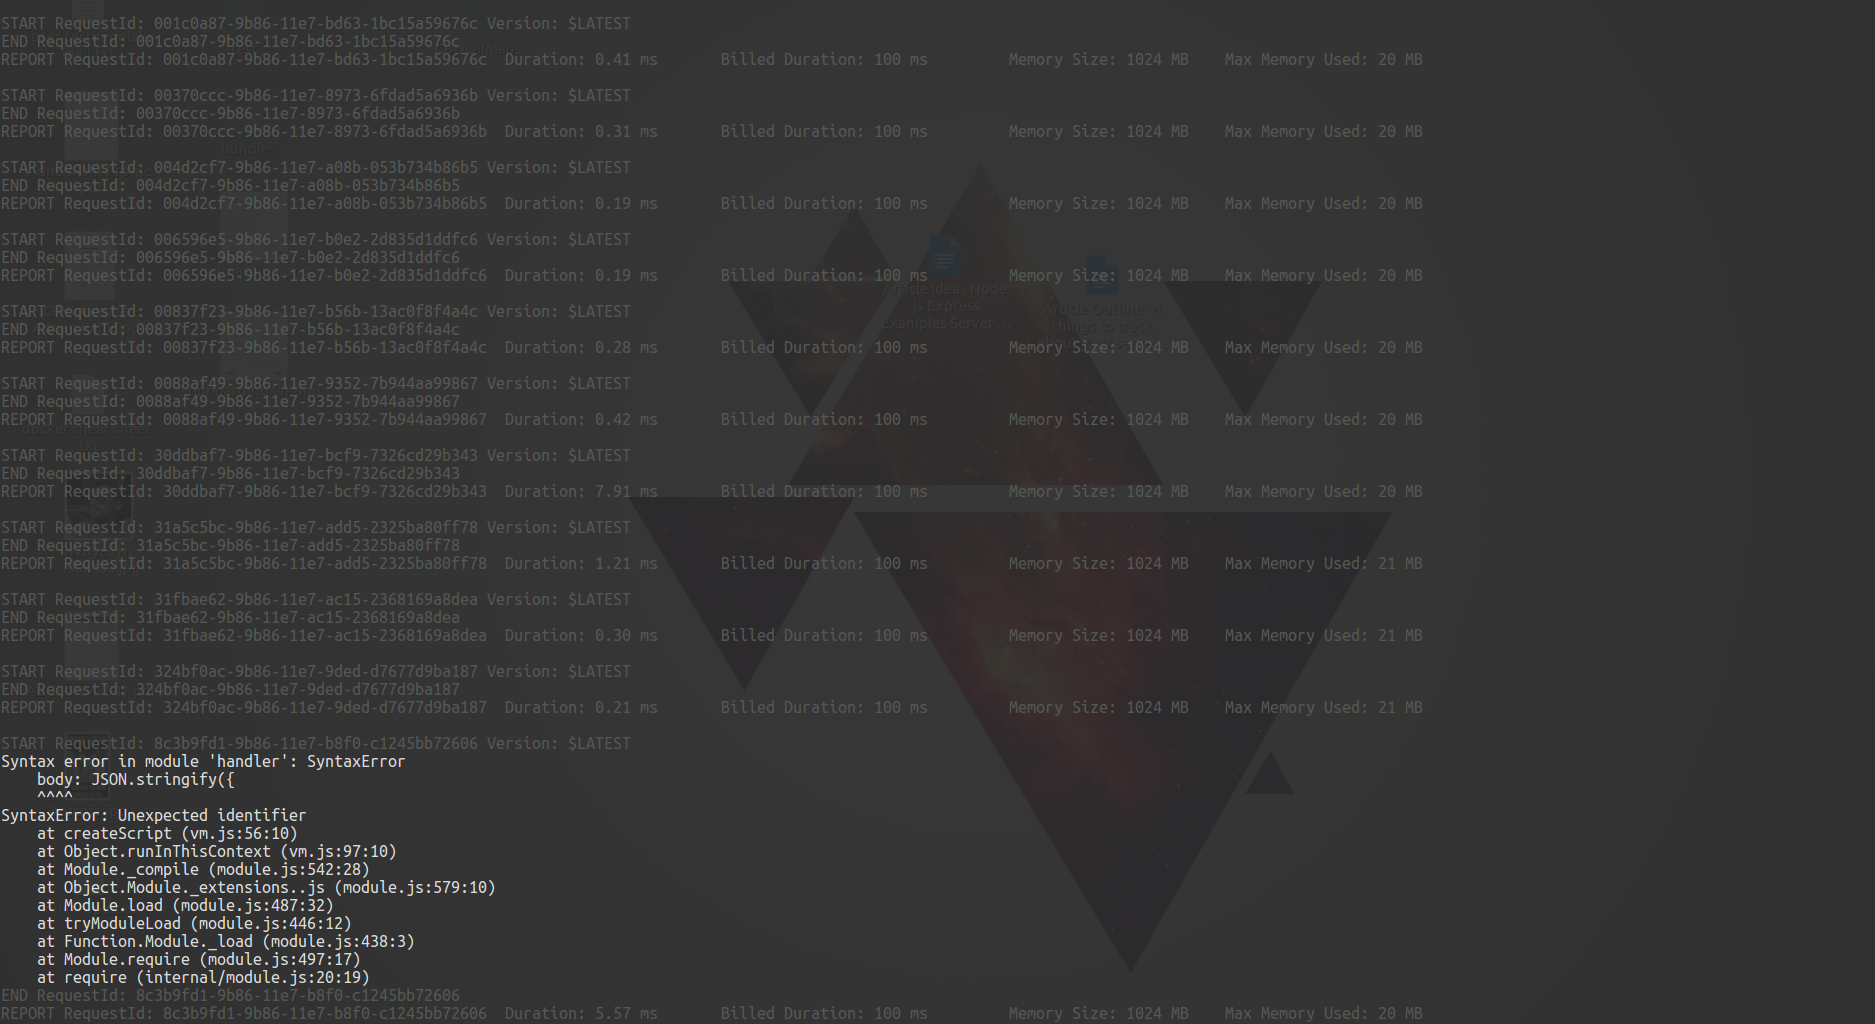 START RequestId: 001c0a87-9b86-11e7-bd63-1bc15a59676c Version: $LATEST
END RequestId: 001c0a87-9b86-11e7-bd63-1bc15a59676c
REPORT RequestId: 001c0a87-9b86-11e7-bd63-1bc15a59676c Duration: 0.41 ms Billed Duration: 100 ms Memory Size: 1024 MB Max Memory Used: 20 MB
START RequestId: 00370ccc-9b86-11e7-8973-6fdad5a6936b Version: $LATEST
END RequestId: 00370ccc-9b86-11e7-8973-6fdad5a6936b
REPORT RequestId: 00370ccc-9b86-11e7-8973-6fdad5a6936b Duration: 0.31 ms Billed Duration: 100 ms Memory Size: 1024 MB Max Memory Used: 20 MB
bundle
START RequestId: 004d2cf7-9b86-11e7-a08b-053b734b86b5 Version: $LATEST
END RequestId: 004d2cf7-9b86-11e7-a08b-053b734b86b5
REPORT RequestId: 004d2cf7-9b86-11e7-a08b-053b734b86b5 Duration: 0.19 ms Billed Duration: 100 ms Memory Size: 1024 MB Max Memory Used: 20 MB
START RequestId: 006596e5-9b86-11e7-b0e2-2d835d1ddfc6 Version: $LATEST
END RequestId: 006596e5-9b86-11e7-b0e2-2d835d1ddfc6
REPORT RequestId: 006596e5-9b86-11e7-b0e2-2d835d1ddfc6 Duration: 0.19 ms Billed Duration: 100 ms Memory Size: 1024 MB Max Memory Used: 20 MB
Article Idea - Node.
js Express
Examples Server ...
Article Outline - 4
things to track
START RequestId: 00837f23-9b86-11e7-b56b-13ac0f8f4a4c Version: $LATEST
END RequestId: 00837f23-9b86-11e7-b56b-13ac0f8f4a4c
REPORT RequestId: 00837f23-9b86-11e7-b56b-13ac0f8f4a4c Duration: 0.28 ms Billed Duration: 100 ms Memory Size: 1024 MB Max Memory Used: 20 MB
START RequestId: 0088af49-9b86-11e7-9352-7b944aa99867 Version: $LATEST
END RequestId: 0088af49-9b86-11e7-9352-7b944aa99867
REPORT RequestId: 0088af49-9b86-11e7-9352-7b944aa99867 Duration: 0.42 ms Billed Duration: 100 ms Memory Size: 1024 MB Max Memory Used: 20 MB
START RequestId: 30ddbaf7-9b86-11e7-bcf9-7326cd29b343 Version: $LATEST
END RequestId: 30ddbaf7-9b86-11e7-bcf9-7326cd29b343
REPORT RequestId: 30ddbaf7-9b86-11e7-bcf9-7326cd29b343 Duration: 7.91 ms Billed Duration: 100 ms Memory Size: 1024 MB Max Memory Used: 20 MB
START RequestId: 31a5c5bc-9b86-11e7-add5-2325ba80ff78 Version: $LATEST
END RequestId: 31a5c5bc-9b86-11e7-add5-2325ba80ff78
REPORT RequestId: 31a5c5bc-9b86-11e7-add5-2325ba80ff78 Duration: 1.21 ms Billed Duration: 100 ms Memory Size: 1024 MB Max Memory Used: 21 MB
START RequestId: 31fbae62-9b86-11e7-ac15-2368169a8dea Version: $LATEST
END RequestId: 31fbae62-9b86-11e7-ac15-2368169a8dea
REPORT RequestId: 31fbae62-9b86-11e7-ac15-2368169a8dea Duration: 0.30 ms Billed Duration: 100 ms Memory Size: 1024 MB Max Memory Used: 21 MB
START RequestId: 324bf0ac-9b86-11e7-9ded-d7677d9ba187 Version: $LATEST
END RequestId: 324bf0ac-9b86-11e7-9ded-d7677d9ba187
REPORT RequestId: 324bf0ac-9b86-11e7-9ded-d7677d9ba187 Duration: 0.21 ms Billed Duration: 100 ms Memory Size: 1024 MB Max Memory Used: 21 MB
START RequestId: 8c3b9fd1-9b86-11e7-b8f0-c1245bb72606 Version: $LATEST
Syntax error in module 'handler': SyntaxError
body: JSON.stringify({
^^^^
SyntaxError: Unexpected identifier
at createScript (vm.js:56:10)
at Object.runInThisContext (vm.js:97:10)
at Module._compile (module.js:542:28)
at Object.Module._extensions..js (module.js:579:10)
at Module.load (module.js:487:32)
at tryModuleLoad (module.js:446:12)
at Function.Module._load (module.js:438:3)
at Module.require (module.js:497:17)
at require (internal/module.js:20:19)
END RequestId: 8c3b9fd1-9b86-11e7-b8f0-c1245bb72606
REPORT RequestId: 8c3b9fd1-9b86-11e7-b8f0-c1245bb72606 Duration: 5.57 ms Billed Duration: 100 ms Memory Size: 1024 MB Max Memory Used: 20 MB